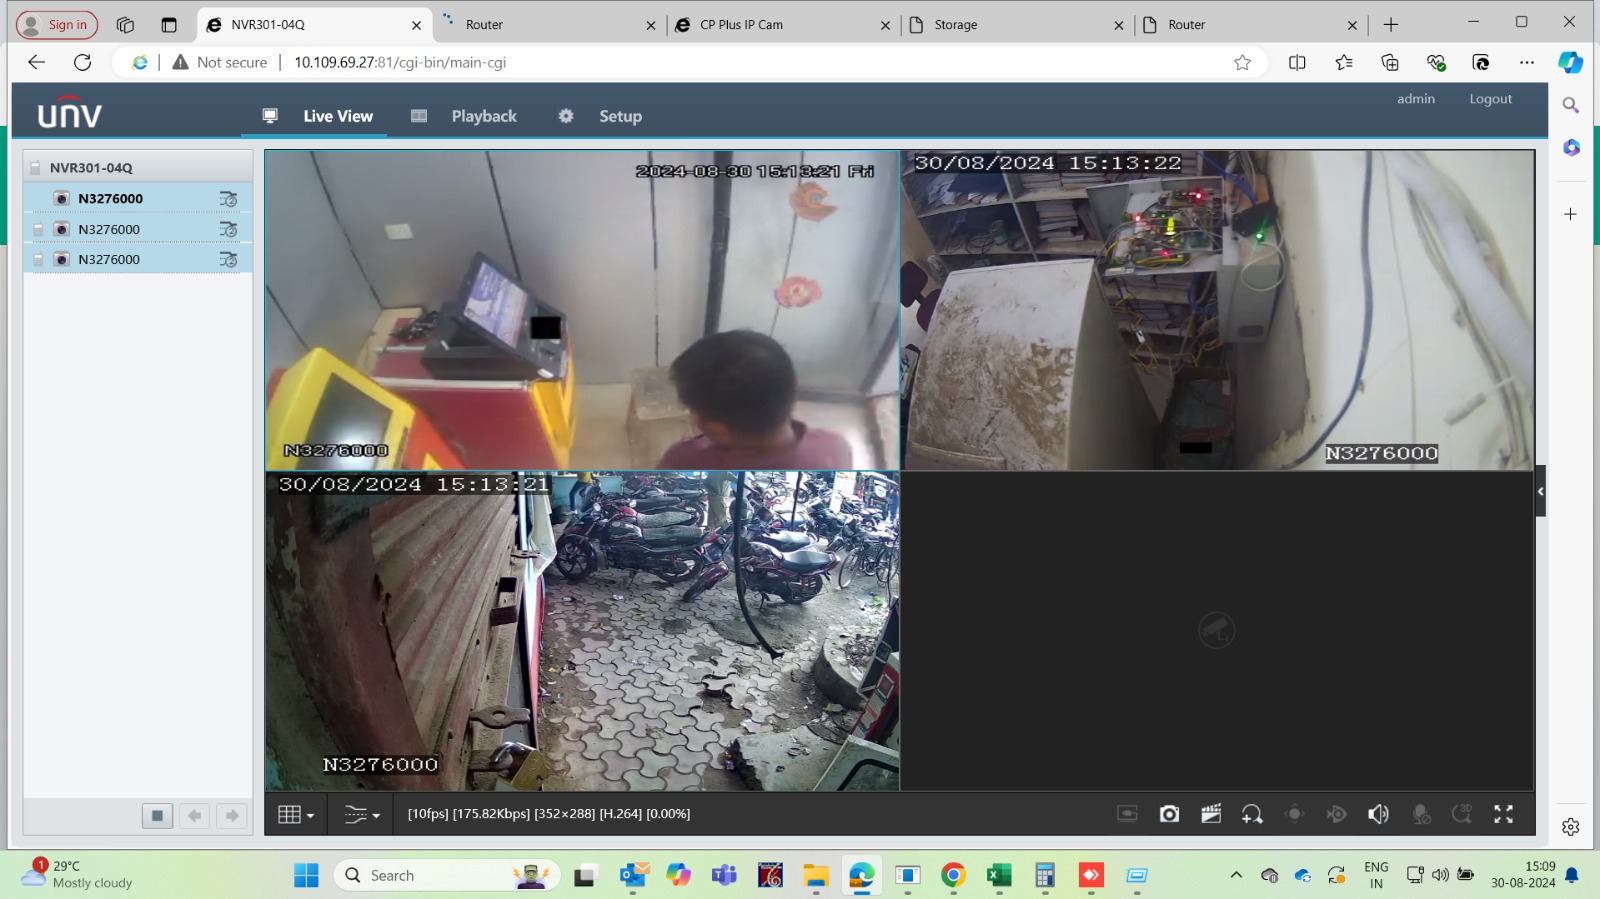 Sign in
NVR301-04Q
Router
CP Plus IP Cam
Storage
Router
Not secure
10.109.69.27:81/cgi-bin/main-cgi
unv
Live View
Playback
Setup
admin
Logout
NVR301-04Q
N3276000
N3276000
N3276000
2024-08-30 15:13:21 Fri
N3276000
30/08/2024 15:13:22
N3276000
30/08/2024 15:13:21
N3276000
[10fps] [175.82Kbps] [352×288] [H.264] [0.00%]
3D
1
29°C
Mostly cloudy
Search
ENG
IN
15:09
30-08-2024